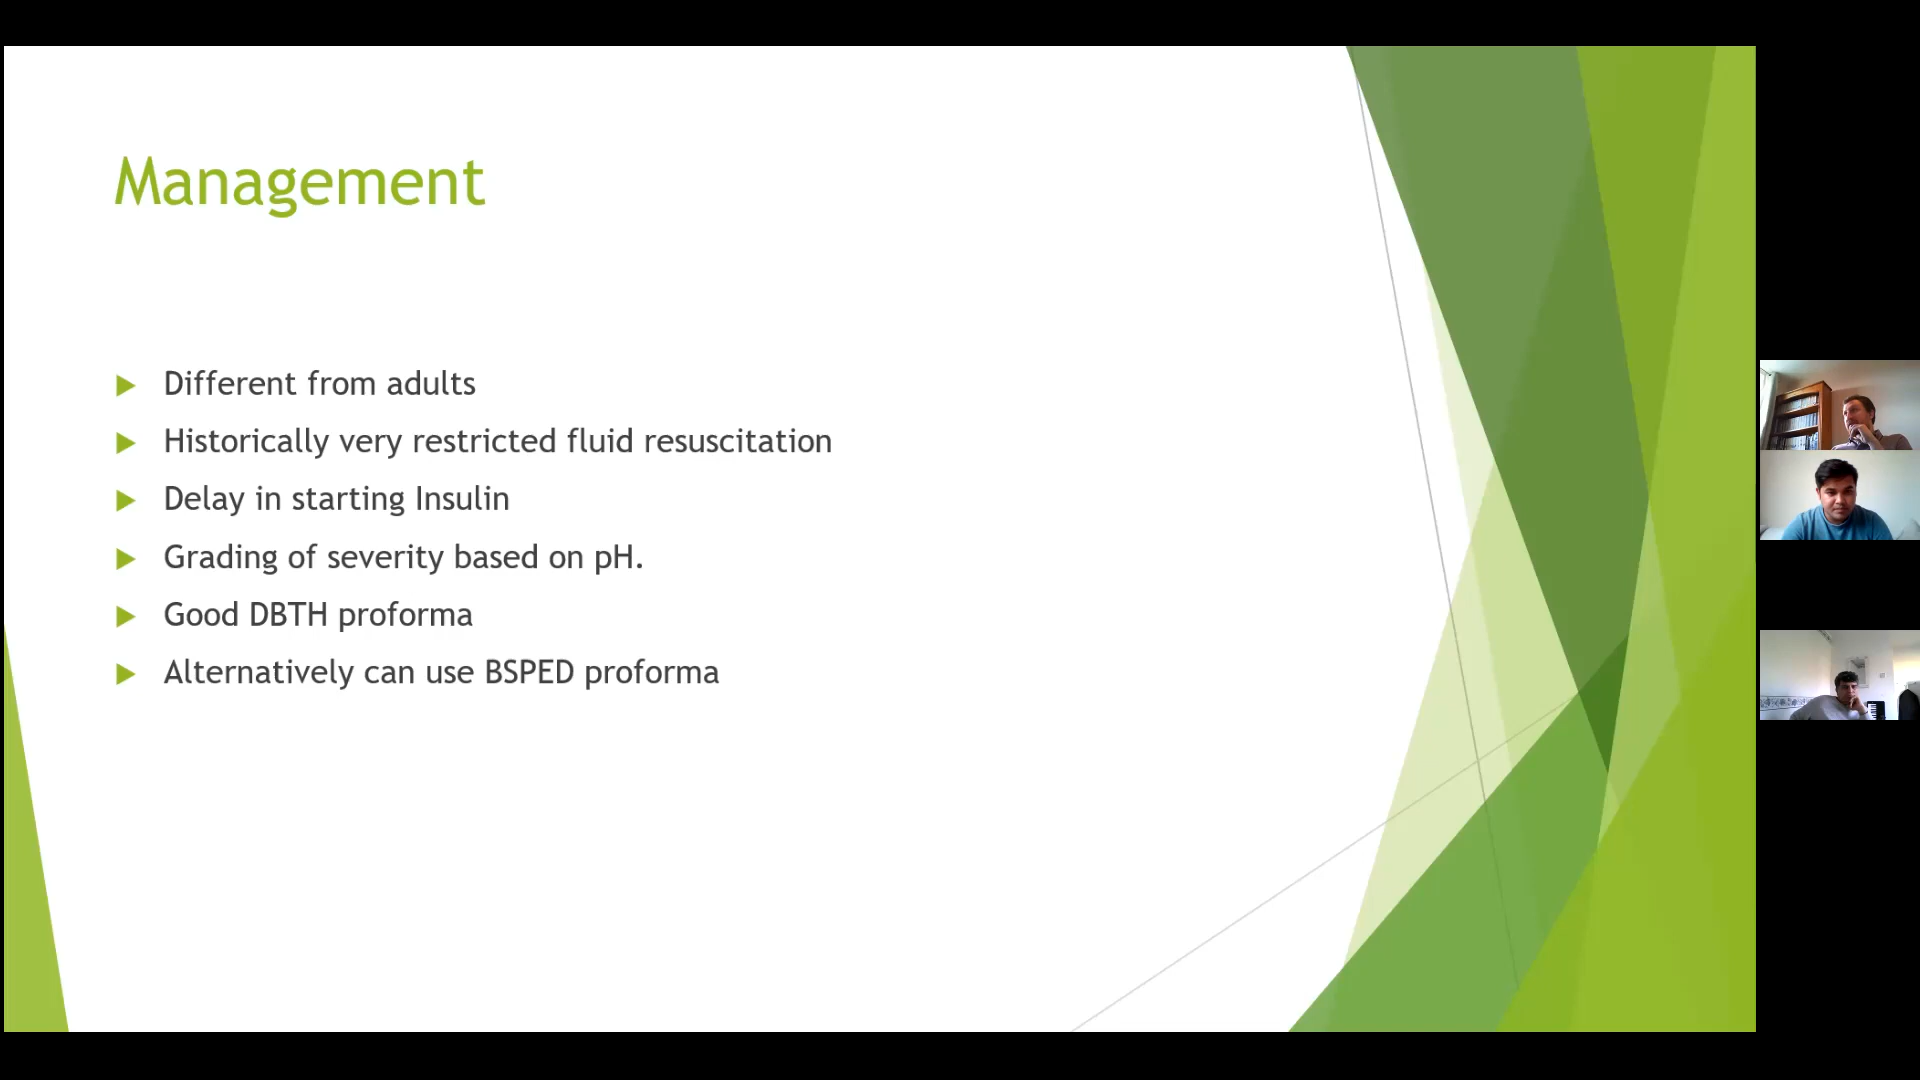 Management
Different from adults
Historically very restricted fluid resuscitation
Delay in starting Insulin
Grading of severity based on pH.
Good DBTH proforma
Alternatively can use BSPED proforma